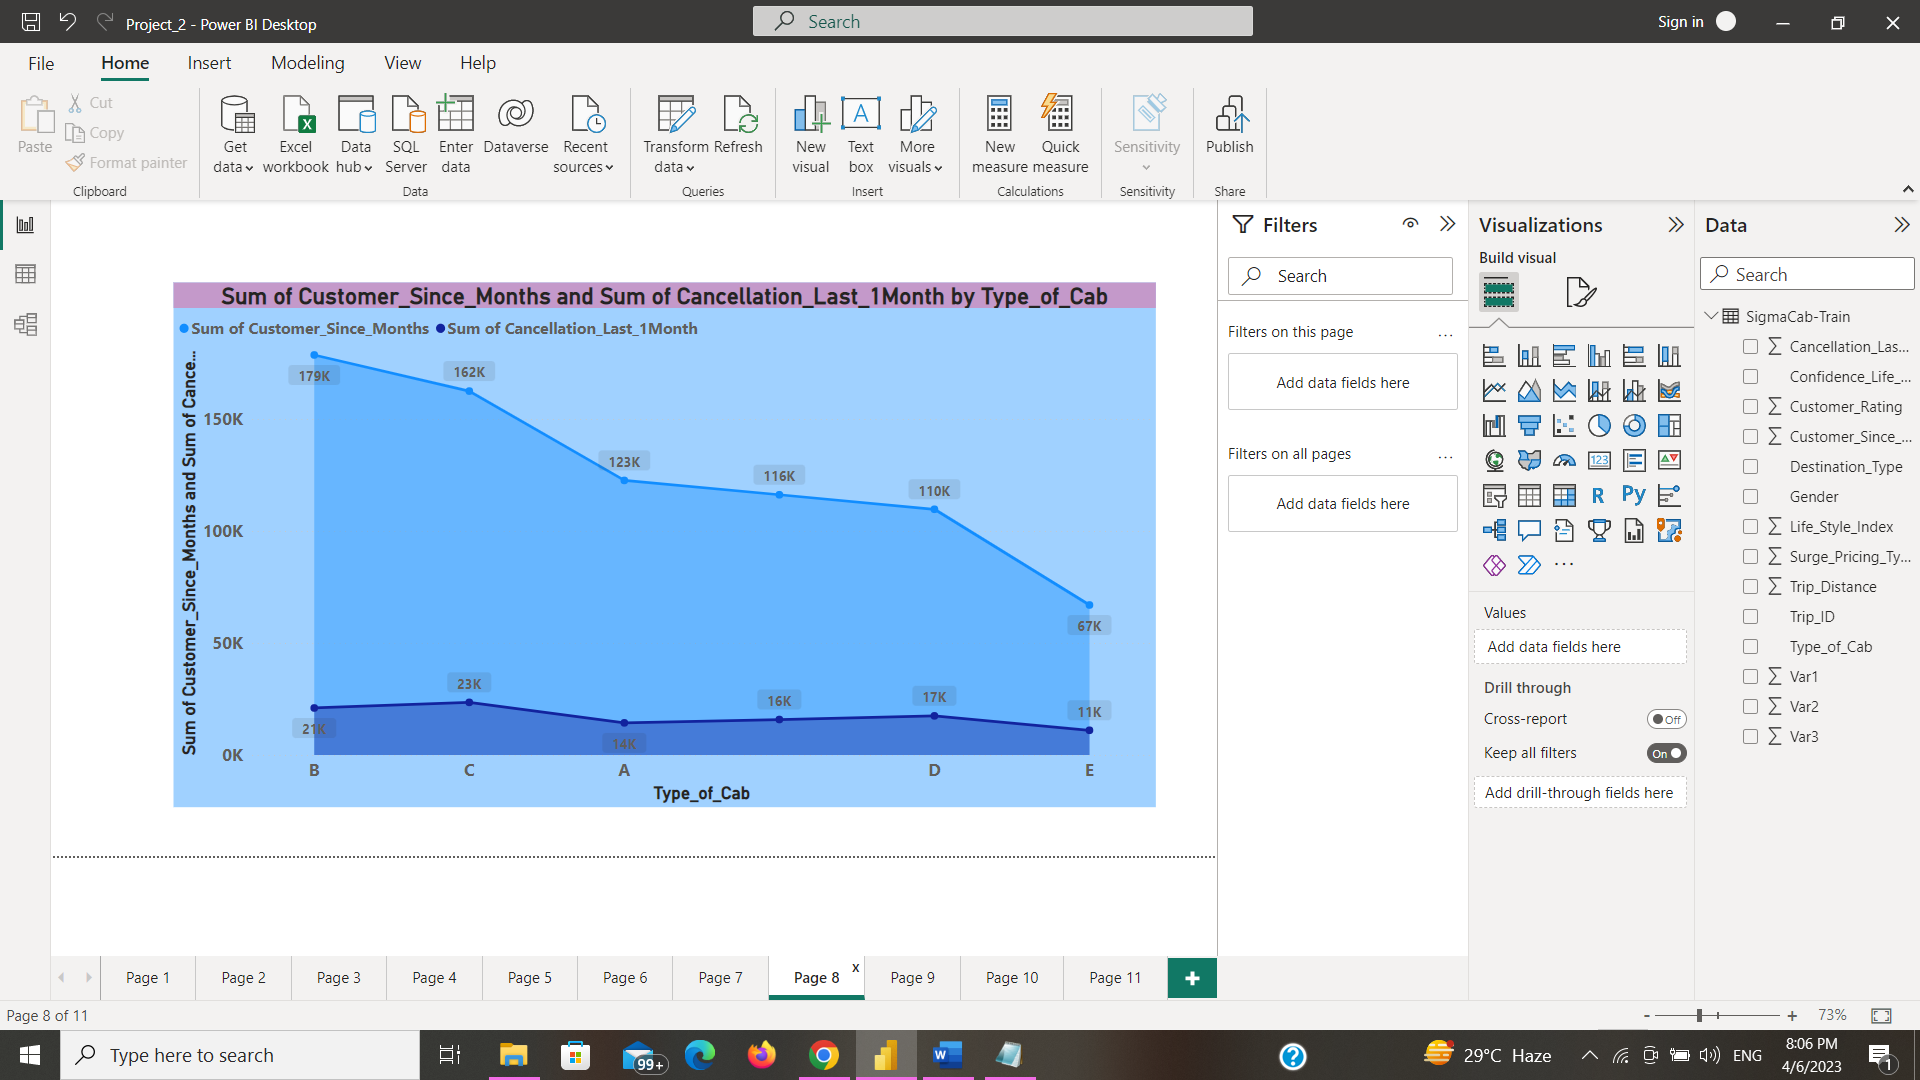 Project_2 - Power BI Desktop
Search
Sign in
File Home Insert Modeling View Help
Paste
Cut
Copy
Format painter
Clipboard
Get data
Excel workbook
Data hub
SQL Server
Enter data
Dataverse
Recent sources
Data
Transform data
Refresh
Queries
New visual
Text box
More visuals
Insert
New measure
Quick measure
Calculations
Sensitivity
Sensitivity
Publish
Share
Sum of Customer_Since_Months and Sum of Cancellation_Last_1Month by Type_of_Cab
Sum of Customer_Since_Months Sum of Cancellation_Last_1Month
Sum of Customer_Since_Months and Sum of Cance...
150K
100K
50K
0K
179K
162K
123K
116K
110K
67K
21K
23K
14K
16K
17K
11K
B C A D E
Type_of_Cab
Filters
Search
Filters on this page
...
Add data fields here
Filters on all pages
...
Add data fields here
Visualizations
Build visual
123
R
Py
...
Values
Add data fields here
Drill through
Cross-report
Off
Keep all filters
On
Add drill-through fields here
Data
Search
SigmaCab-Train
Cancellation_Las...
Confidence_Life_...
Customer_Rating
Customer_Since_...
Destination_Type
Gender
Life_Style_Index
Surge_Pricing_Ty...
Trip_Distance
Trip_ID
Type_of_Cab
Var1
Var2
Var3
Page 1 Page 2 Page 3 Page 4 Page 5 Page 6 Page 7 Page 8 x Page 9 Page 10 Page 11 +
Page 8 of 11
- + 73%
Type here to search
99+
29°C Haze
ENG
8:06 PM
4/6/2023
1